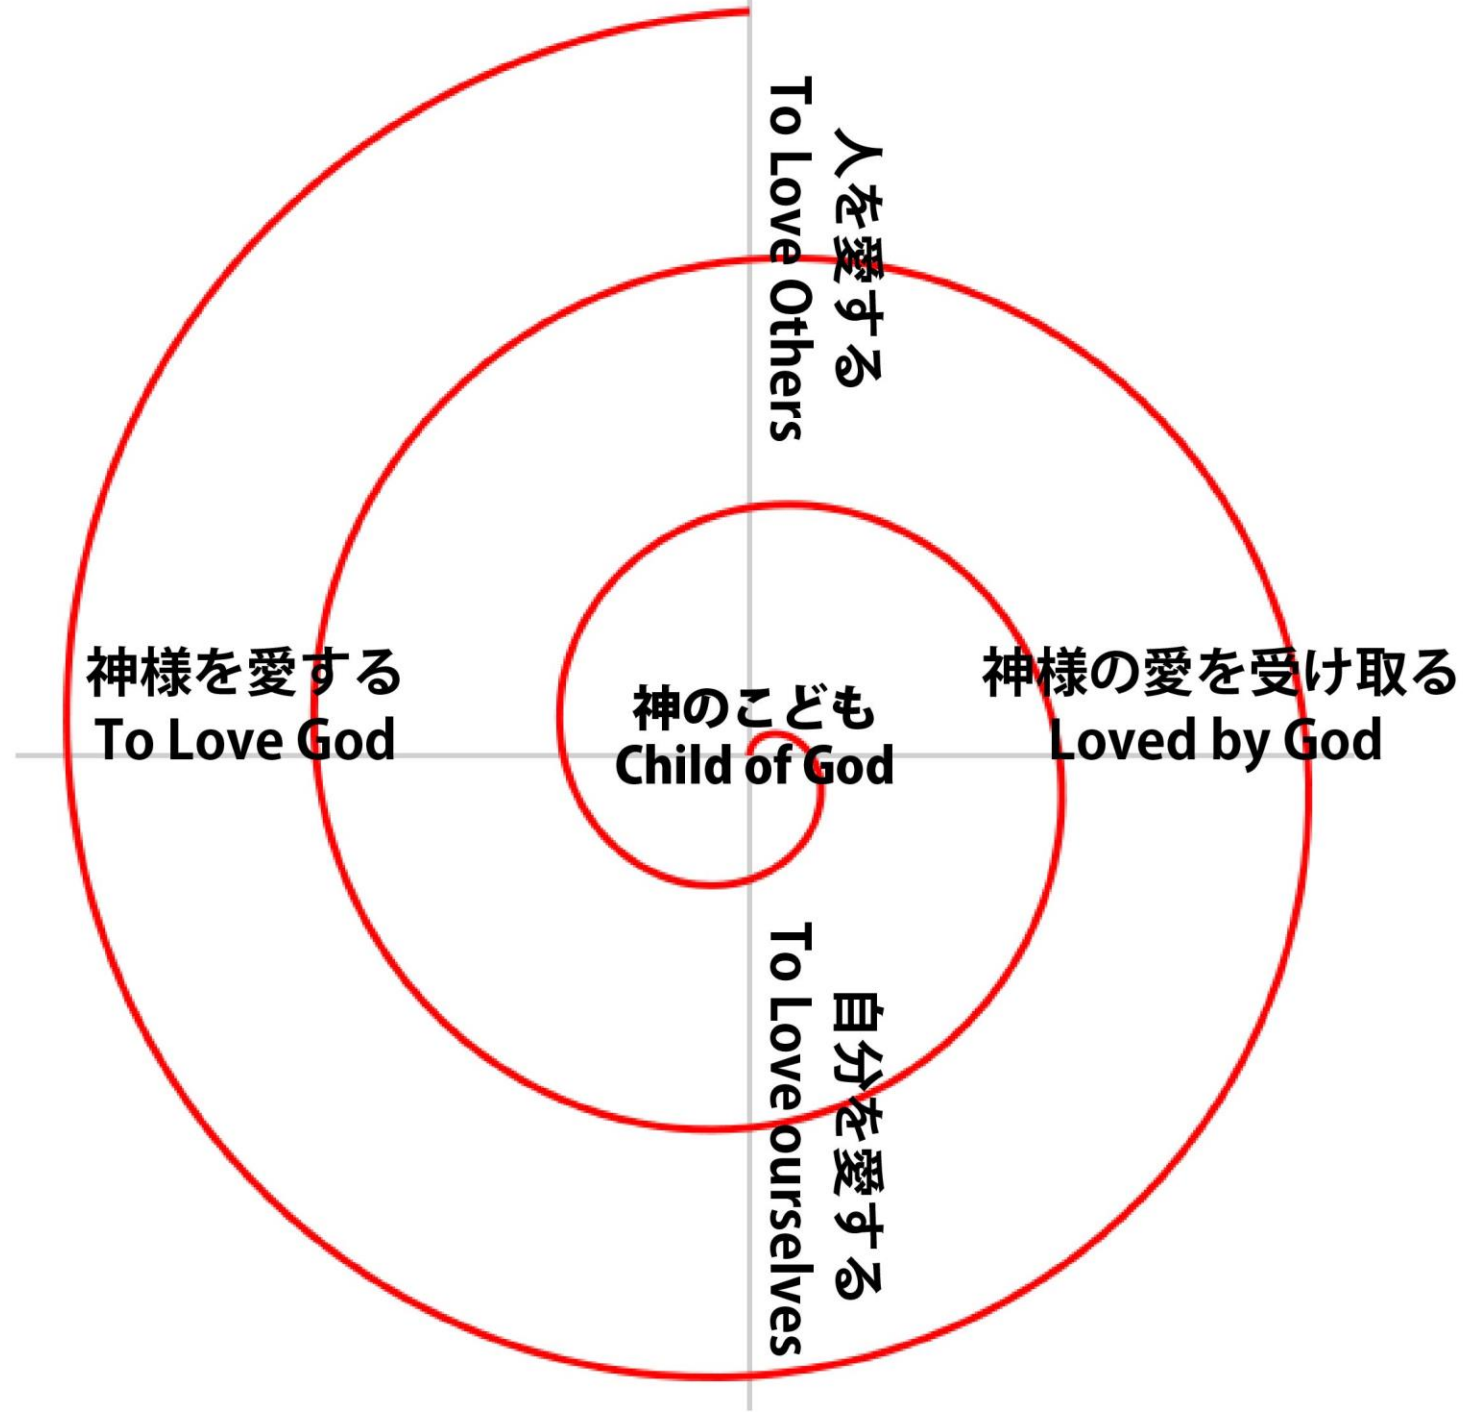 人を愛する
To Love Others
神様を愛する
To Love God
神のこども
Child of God
神様の愛を受け取る
Loved by God
自分を愛する
To Love ourselves